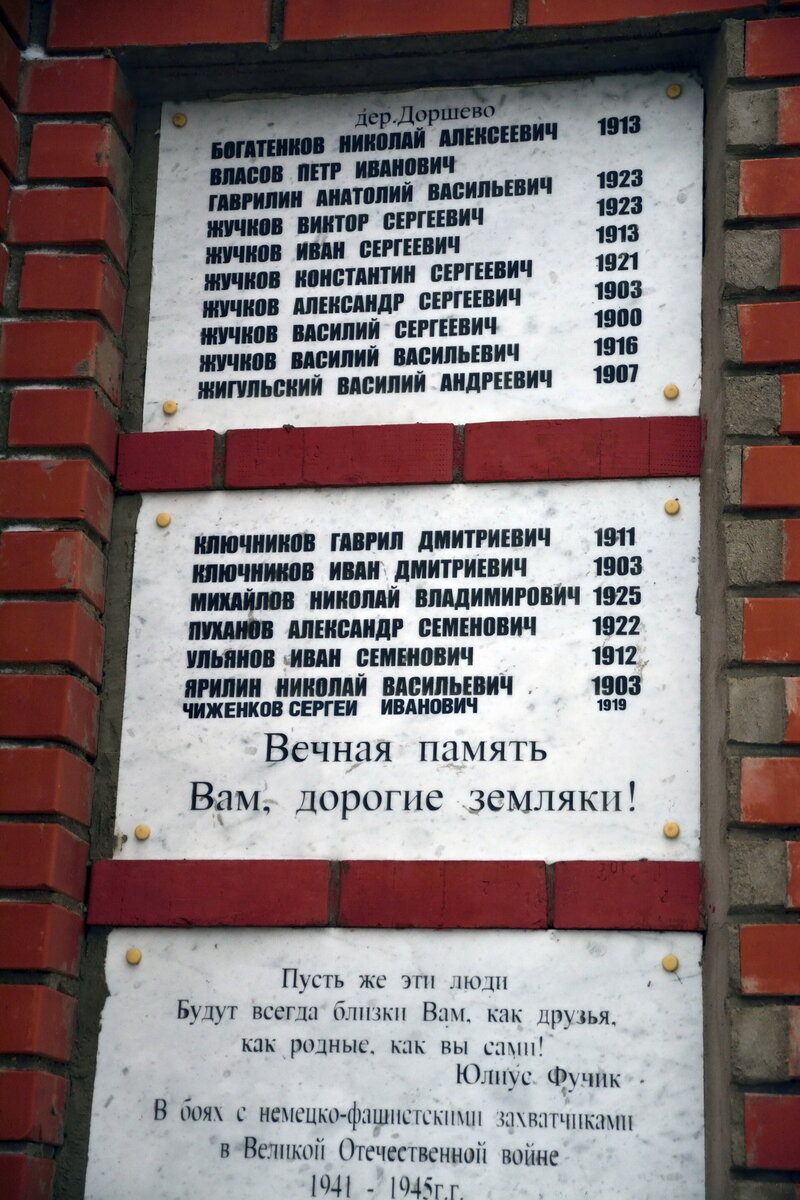 дер.Доршево
БОГАТЕНКОВ НИКОЛАЙ АЛЕКСЕЕВИЧ 1913
ВЛАСОВ ПЕТР ИВАНОВИЧ
ГАВРИЛИН АНАТОЛИЙ ВАСИЛЬЕВИЧ 1923
ЖУЧКОВ ВИКТОР СЕРГЕЕВИЧ 1923
ЖУЧКОВ ИВАН СЕРГЕЕВИЧ 1913
ЖУЧКОВ КОНСТАНТИН СЕРГЕЕВИЧ 1921
ЖУЧКОВ АЛЕКСАНДР СЕРГЕЕВИЧ 1903
ЖУЧКОВ ВАСИЛИЙ СЕРГЕЕВИЧ 1900
ЖУЧКОВ ВАСИЛИЙ ВАСИЛЬЕВИЧ 1916
ЖИГУЛЬСКИЙ ВАСИЛИЙ АНДРЕЕВИЧ 1907
КЛЮЧНИКОВ ГАВРИЛ ДМИТРИЕВИЧ 1911
КЛЮЧНИКОВ ИВАН ДМИТРИЕВИЧ 1903
МИХАЙЛОВ НИКОЛАЙ ВЛАДИМИРОВИЧ 1925
ПУХАНОВ АЛЕКСАНДР СЕМЕНОВИЧ 1922
УЛЬЯНОВ ИВАН СЕМЕНОВИЧ 1912
ЯРИЛИН НИКОЛАЙ ВАСИЛЬЕВИЧ 1903
ЧИЖЕНКОВ СЕРГЕИ ИВАНОВИЧ 1919
Вечная память
Вам, дорогие земляки!
Пусть же эти люди
Будут всегда близки Вам, как друзья,
как родные, как вы сами!
Юлиус Фучик
В боях с немецко-фашистскими захватчиками
в Великой Отечественной войне
1941 - 1945г.г.